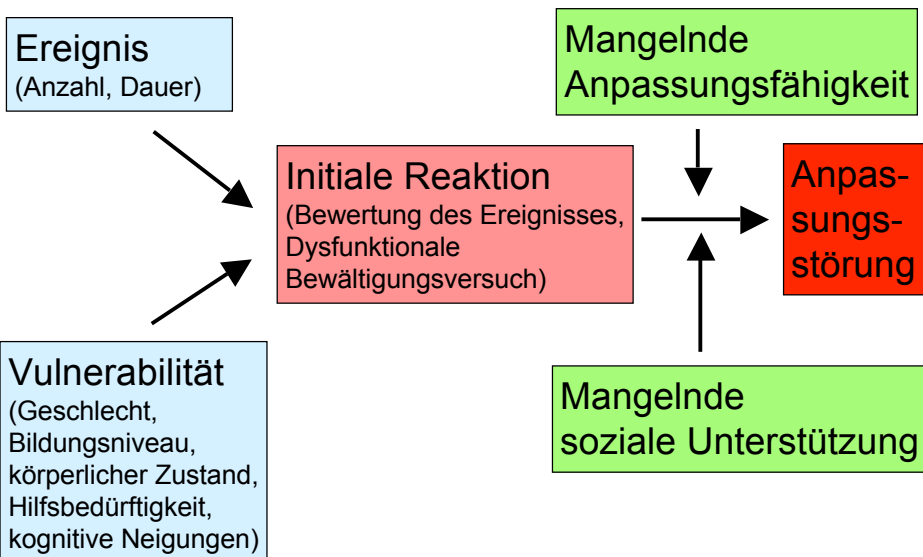 Ereignis
(Anzahl, Dauer)
Vulnerabilität
(Geschlecht,
Bildungsniveau,
körperlicher Zustand,
Hilfsbedürftigkeit,
kognitive Neigungen)
Initiale Reaktion
(Bewertung des Ereignisses,
Dysfunktionale
Bewältigungsversuch)
Mangelnde
Anpassungsfähigkeit
Mangelnde
soziale Unterstützung
Anpas-
sungs-
störung